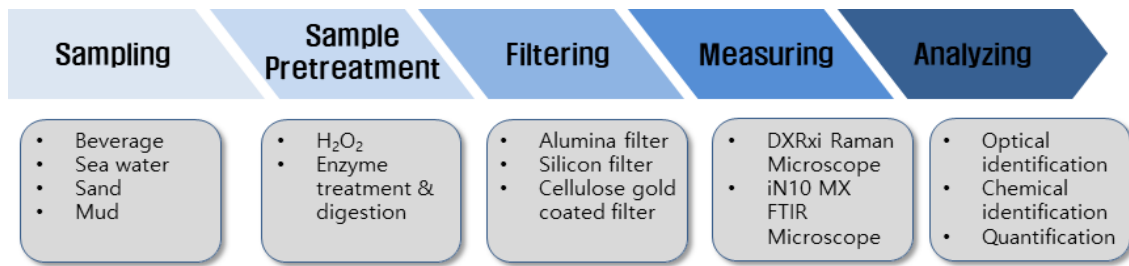 Sampling
Sample
Pretreatment
Filtering
Measuring
Analyzing
• Beverage
• Sea water
• Sand
• Mud
• H₂O₂
• Enzyme
treatment &
digestion
• Alumina filter
• Silicon filter
• Cellulose gold
coated filter
• DXRxi Raman
Microscope
• iN10 MX
FTIR
Microscope
• Optical
identification
• Chemical
identification
• Quantification